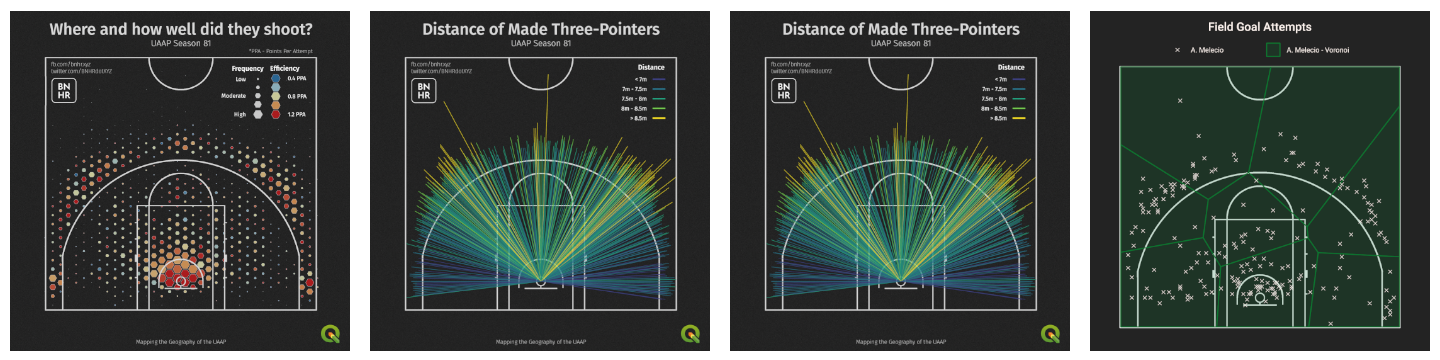 Where and how well did they shoot?
UAAP Season 81
*PPA - Points Per Attempt
fb.com/bnhrxyz
twitter.com/BNHRdotXYZ
BN
HR
Frequency Efficiency
Low 0.4 PPA
Moderate 0.8 PPA
High 1.2 PPA
Mapping the Geography of the UAAP
Distance of Made Three-Pointers
UAAP Season 81
fb.com/bnhrxyz
twitter.com/BNHRdotXYZ
BN
HR
Distance
< 7m
7m - 7.5m
7.5m - 8m
8m - 8.5m
> 8.5m
Mapping the Geography of the UAAP
Distance of Made Three-Pointers
UAAP Season 81
fb.com/bnhrxyz
twitter.com/BNHRdotXYZ
BN
HR
Distance
< 7m
7m - 7.5m
7.5m - 8m
8m - 8.5m
> 8.5m
Mapping the Geography of the UAAP
Field Goal Attempts
A. Melecio
A. Melecio - Voronoi